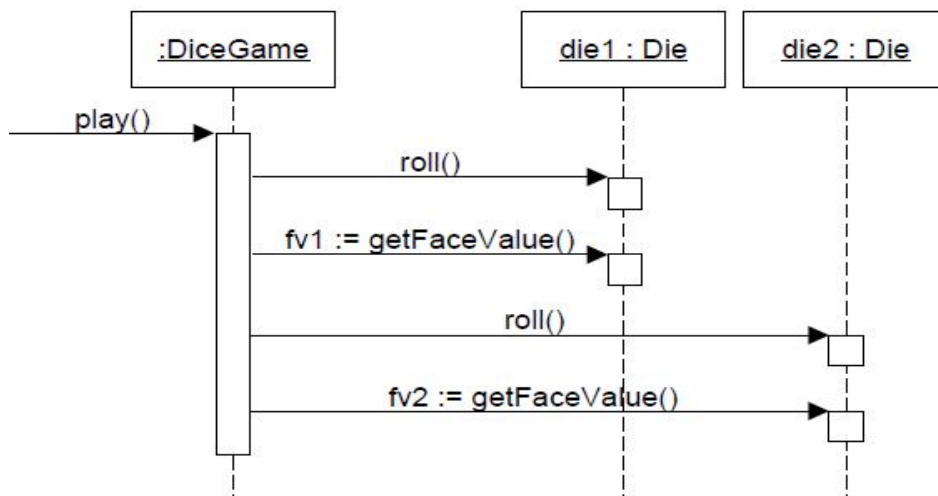 :DiceGame
die1 : Die
die2 : Die
play()
roll()
fv1 := getFaceValue()
roll()
fv2 := getFaceValue()